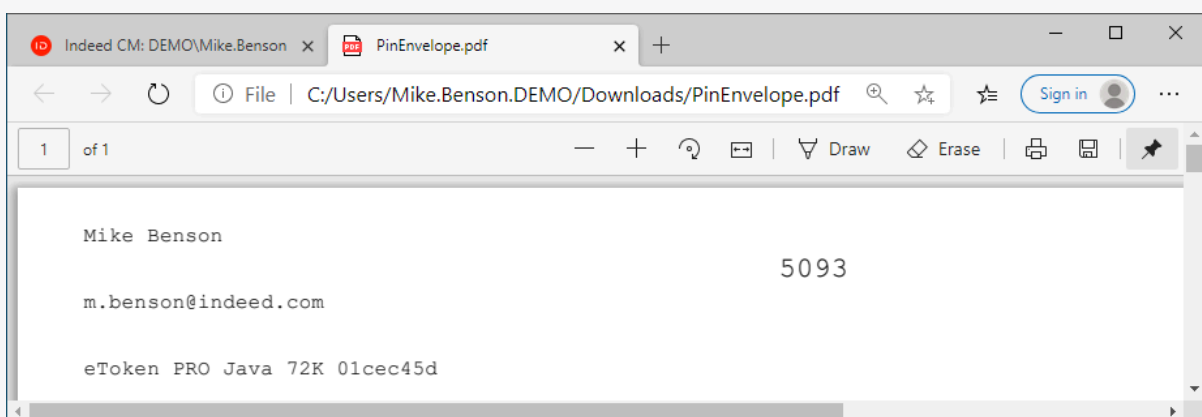 Indeed CM: DEMO\Mike.Benson
PDF
PinEnvelope.pdf
File
C:/Users/Mike.Benson.DEMO/Downloads/PinEnvelope.pdf
Sign in
1
of 1
Draw
Erase
Mike Benson
5093
m.benson@indeed.com
eToken PRO Java 72K 01cec45d